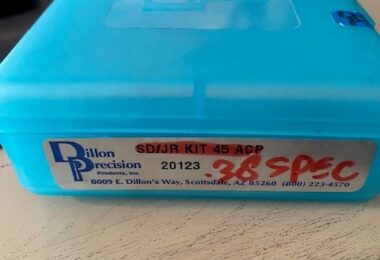 Dillon
Precision
Products, Inc.
SD/JR KIT 45 ACP
20123
.38 SPEC
8009 E. Dillon's Way, Scottsdale, AZ 85260 (800) 223-4570